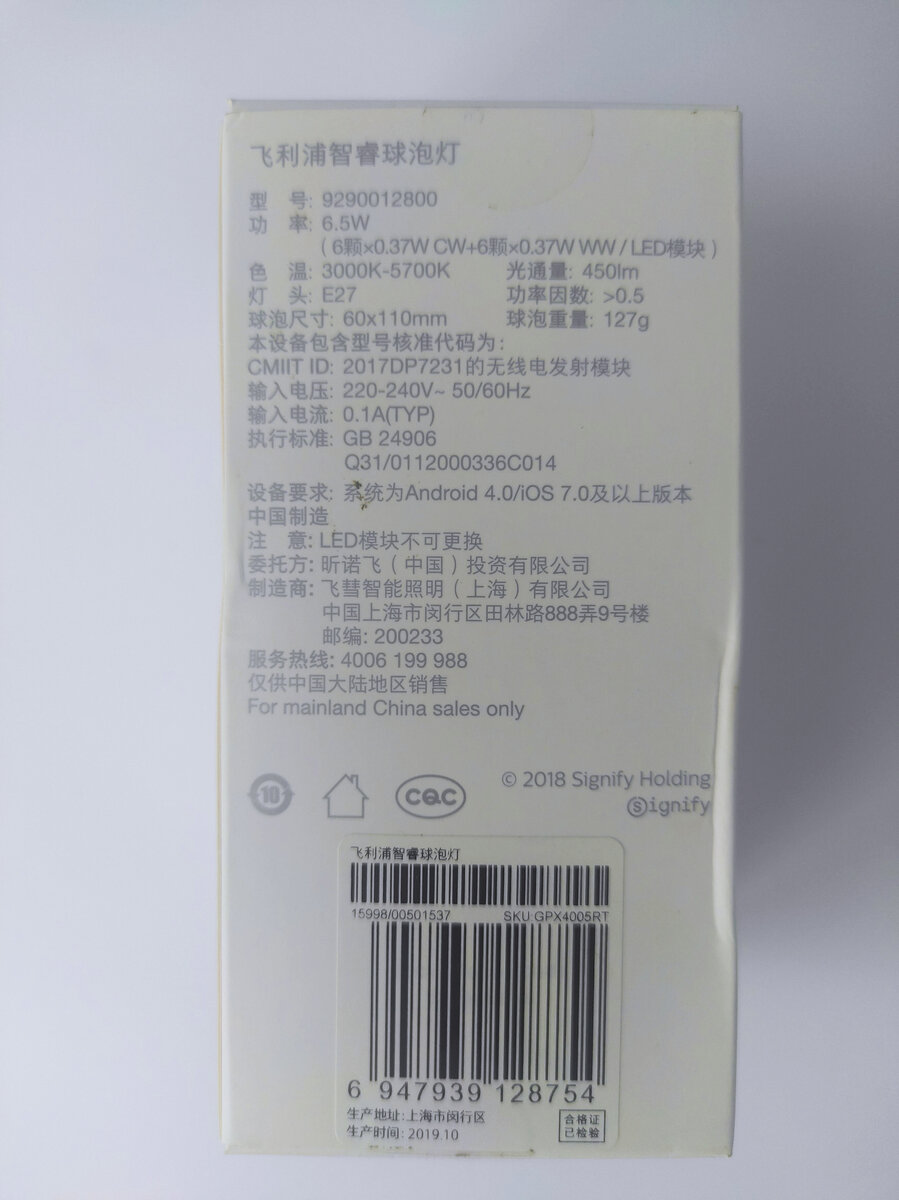 飞利浦智睿球泡灯
型 号: 9290012800
功 率: 6.5W
( 6颗×0.37W CW+6颗×0.37W WW / LED模块 )
色 温: 3000K-5700K 光通量: 450lm
灯 头: E27 功率因数: >0.5
球泡尺寸: 60x110mm 球泡重量: 127g
本设备包含型号核准代码为:
CMIIT ID: 2017DP7231的无线电发射模块
输入电压: 220-240V~ 50/60Hz
输入电流: 0.1A(TYP)
执行标准: GB 24906
Q31/0112000336C014
设备要求: 系统为Android 4.0/iOS 7.0及以上版本
中国制造
注 意: LED模块不可更换
委托方: 昕诺飞(中国)投资有限公司
制造商: 飞彗智能照明(上海)有限公司
中国上海市闵行区田林路888弄9号楼
邮编: 200233
服务热线: 4006 199 988
仅供中国大陆地区销售
For mainland China sales only
10 CQC © 2018 Signify Holding
Signify
飞利浦智睿球泡灯
15998/00501537 SKU:GPX4005RT
6 947939 128754
生产地址:上海市闵行区 合格证
生产时间: 2019.10 已检验